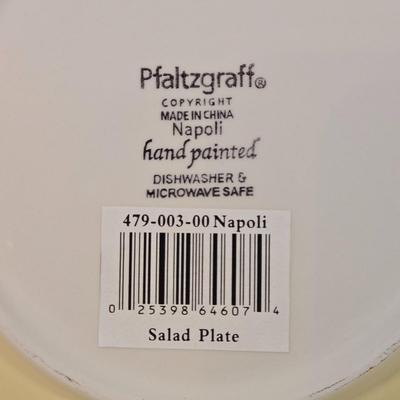 Pfaltzgraff®
COPYRIGHT
MADE IN CHINA
Napoli
hand painted
DISHWASHER &
MICROWAVE SAFE
479-003-00 Napoli
0 25398 64607 4
Salad Plate